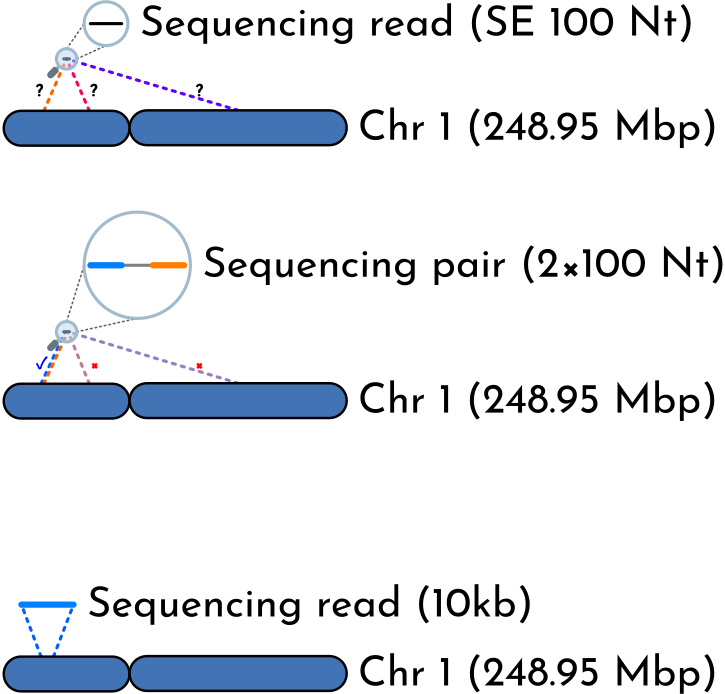 Sequencing read (SE 100 Nt)
? ? ?
Chr 1 (248.95 Mbp)
Sequencing pair (2×100 Nt)
✓ × ×
Chr 1 (248.95 Mbp)
Sequencing read (10kb)
Chr 1 (248.95 Mbp)